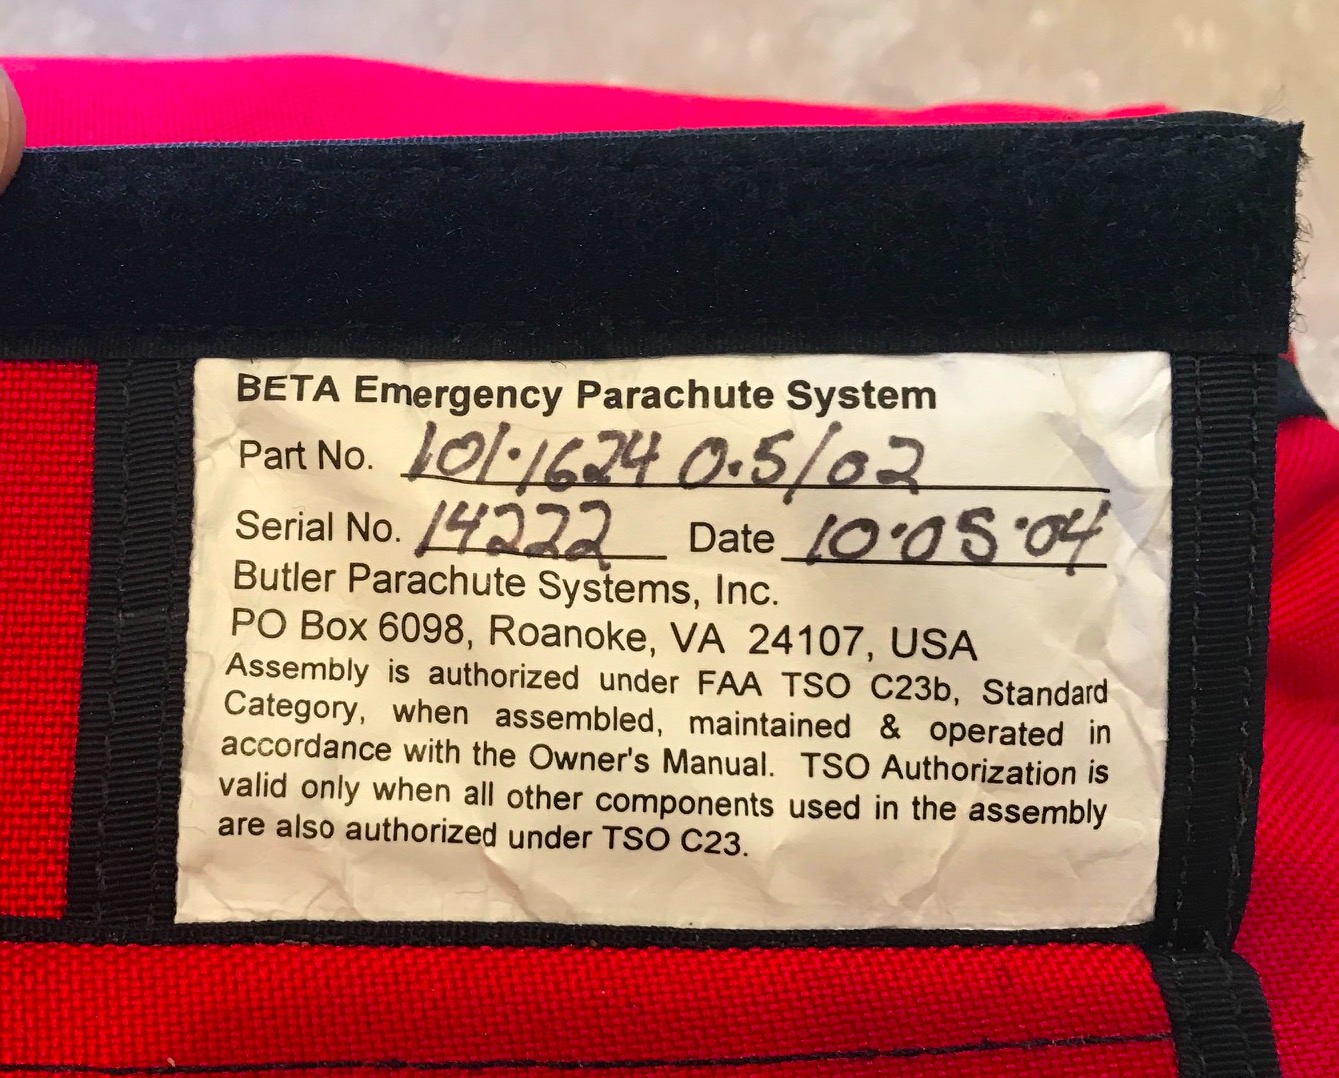 BETA Emergency Parachute System
Part No. 101·1624 0.5/02
Serial No. 14222 Date 10·05·04
Butler Parachute Systems, Inc.
PO Box 6098, Roanoke, VA 24107, USA
Assembly is authorized under FAA TSO C23b, Standard
Category, when assembled, maintained & operated in
accordance with the Owner's Manual. TSO Authorization is
valid only when all other components used in the assembly
are also authorized under TSO C23.